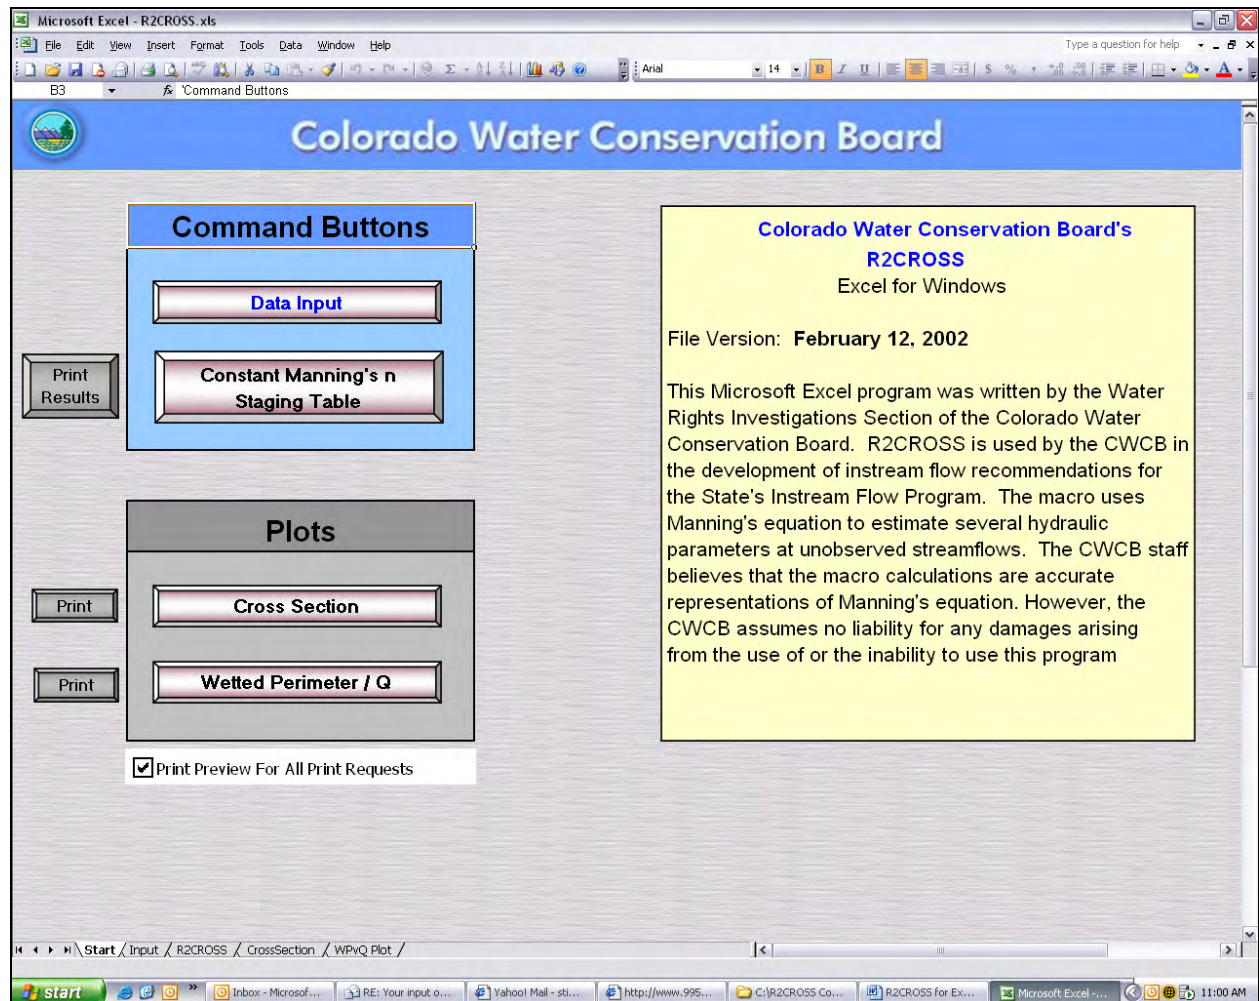 Microsoft Excel - R2CROSS.xls
File Edit View Insert Format Tools Data Window Help
Type a question for help
Arial 14 B I U $ % ,
B3 fx 'Command Buttons
Colorado Water Conservation Board
Command Buttons
Data Input
Constant Manning's n
Staging Table
Print
Results
Plots
Print
Cross Section
Print
Wetted Perimeter / Q
Print Preview For All Print Requests
Colorado Water Conservation Board's
R2CROSS
Excel for Windows
File Version: February 12, 2002
This Microsoft Excel program was written by the Water
Rights Investigations Section of the Colorado Water
Conservation Board. R2CROSS is used by the CWCB in
the development of instream flow recommendations for
the State's Instream Flow Program. The macro uses
Manning's equation to estimate several hydraulic
parameters at unobserved streamflows. The CWCB staff
believes that the macro calculations are accurate
representations of Manning's equation. However, the
CWCB assumes no liability for any damages arising
from the use of or the inability to use this program
Start / Input / R2CROSS / CrossSection / WPvQ Plot /
start Inbox - Microsof... RE: Your input o... Yahoo! Mail - sti... http://www.995... C:\R2CROSS Co... R2CROSS for Ex... Microsoft Excel -... 11:00 AM